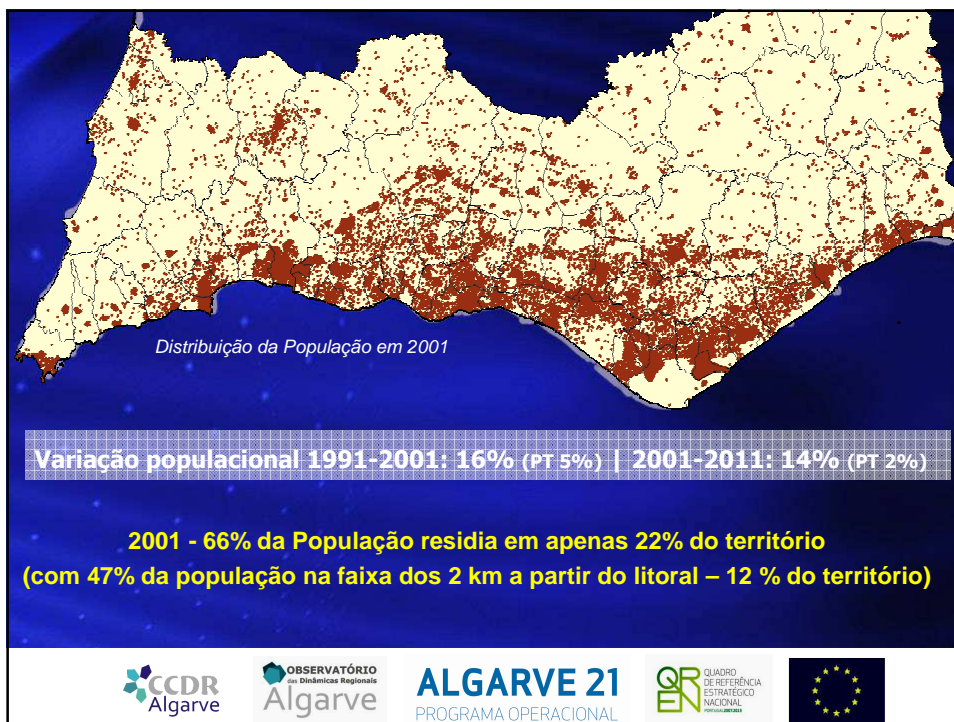 Distribuição da População em 2001
Variação populacional 1991-2001: 16% (PT 5%) | 2001-2011: 14% (PT 2%)
2001 - 66% da População residia em apenas 22% do território
(com 47% da população na faixa dos 2 km a partir do litoral – 12 % do território)
CCDR
Algarve
OBSERVATÓRIO
das Dinâmicas Regionais
Algarve
ALGARVE 21
PROGRAMA OPERACIONAL
QREN
QUADRO
DE REFERÊNCIA
ESTRATÉGICO
NACIONAL
PORTUGAL2007.2013